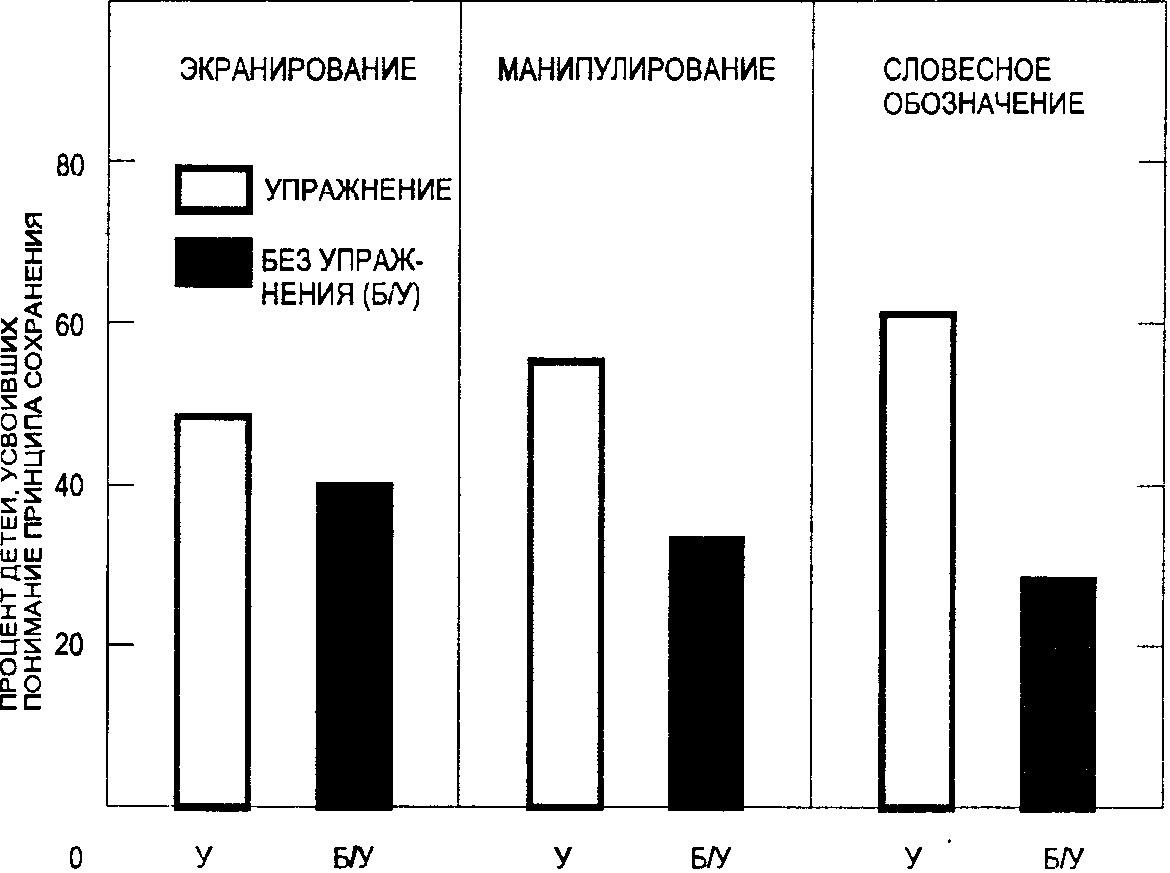 ЭКРАНИРОВАНИЕ
МАНИПУЛИРОВАНИЕ
СЛОВЕСНОЕ
ОБОЗНАЧЕНИЕ
УПРАЖНЕНИЕ
БЕЗ УПРАЖ-
НЕНИЯ (Б/У)
ПРОЦЕНТ ДЕТЕЙ, УСВОИВШИХ
ПОНИМАНИЕ ПРИНЦИПА СОХРАНЕНИЯ
80
60
40
20
0
У Б/У У Б/У У Б/У